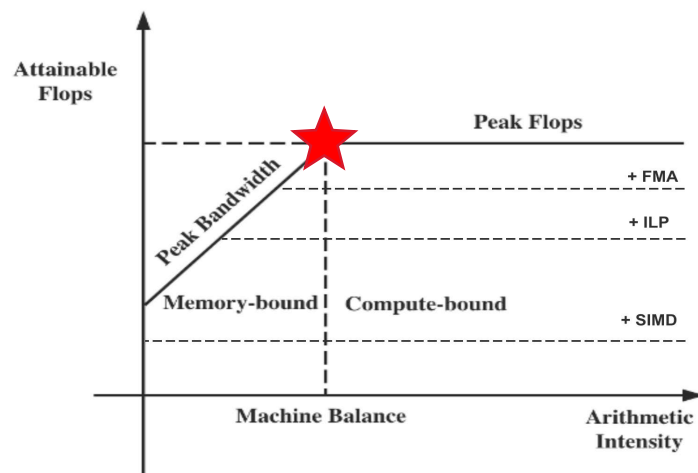 Attainable
Flops
Peak Flops
Peak Bandwidth
+ FMA
+ ILP
Memory-bound
Compute-bound
+ SIMD
Machine Balance
Arithmetic
Intensity